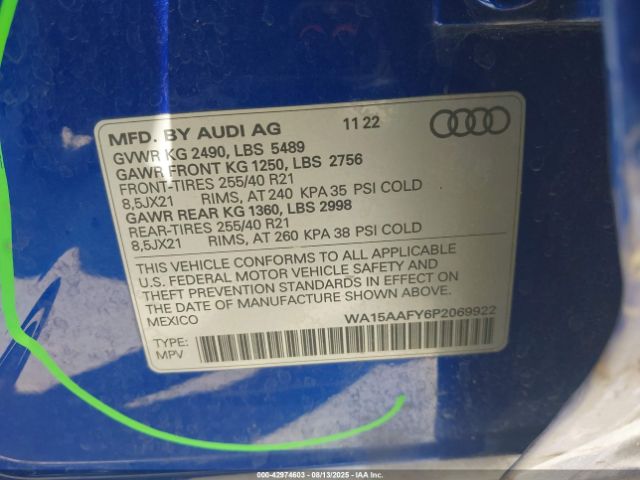 MFD. BY AUDI AG 11 22
GVWR KG 2490, LBS 5489
GAWR FRONT KG 1250, LBS 2756
FRONT-TIRES 255/40 R21
8,5JX21 RIMS, AT 240 KPA 35 PSI COLD
GAWR REAR KG 1360, LBS 2998
REAR-TIRES 255/40 R21
8,5JX21 RIMS, AT 260 KPA 38 PSI COLD
THIS VEHICLE CONFORMS TO ALL APPLICABLE
U.S. FEDERAL MOTOR VEHICLE SAFETY AND
THEFT PREVENTION STANDARDS IN EFFECT ON
THE DATE OF MANUFACTURE SHOWN ABOVE.
MEXICO WA15AAFY6P2069922
TYPE:
MPV
000-42974603 - 08/13/2025 - IAA Inc.